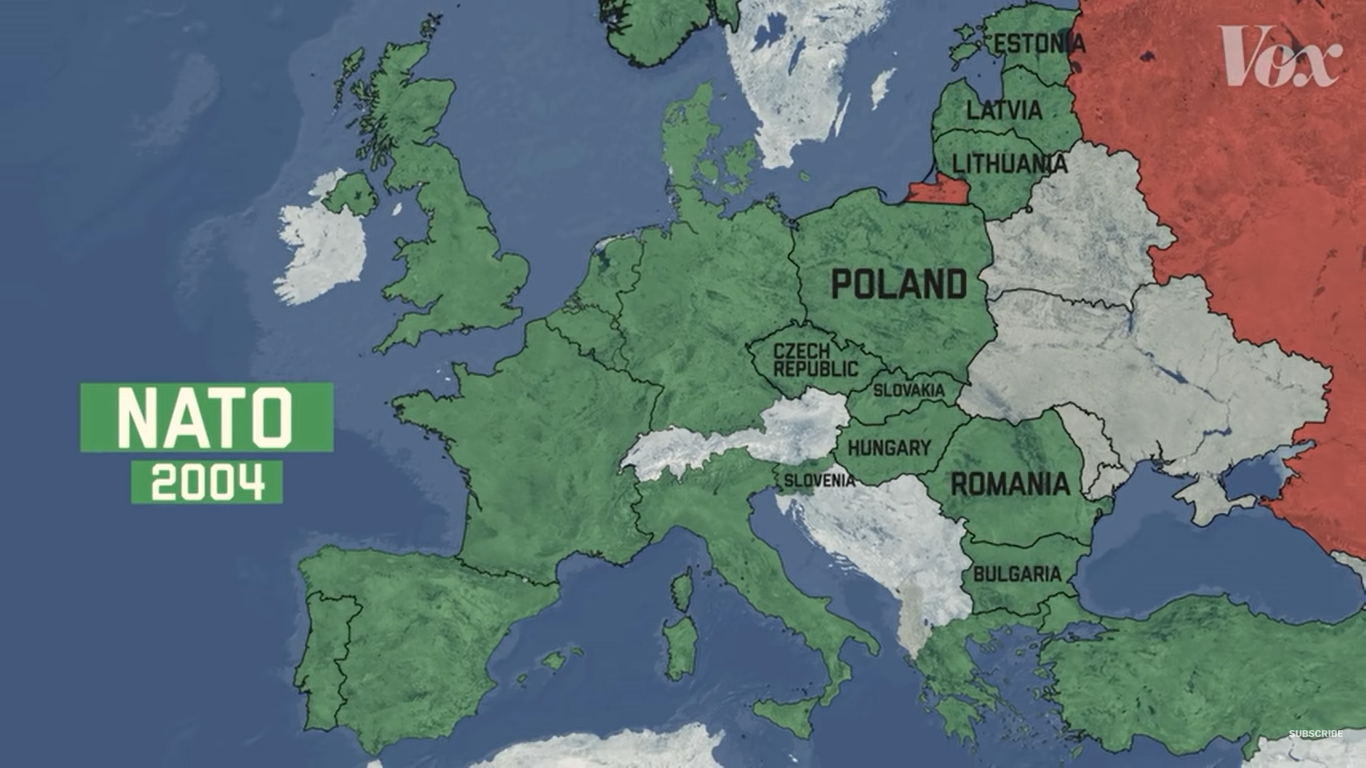 Vox
ESTONIA
LATVIA
LITHUANIA
POLAND
CZECH
REPUBLIC
SLOVAKIA
NATO
2004
HUNGARY
SLOVENIA
ROMANIA
BULGARIA
SUBSCRIBE